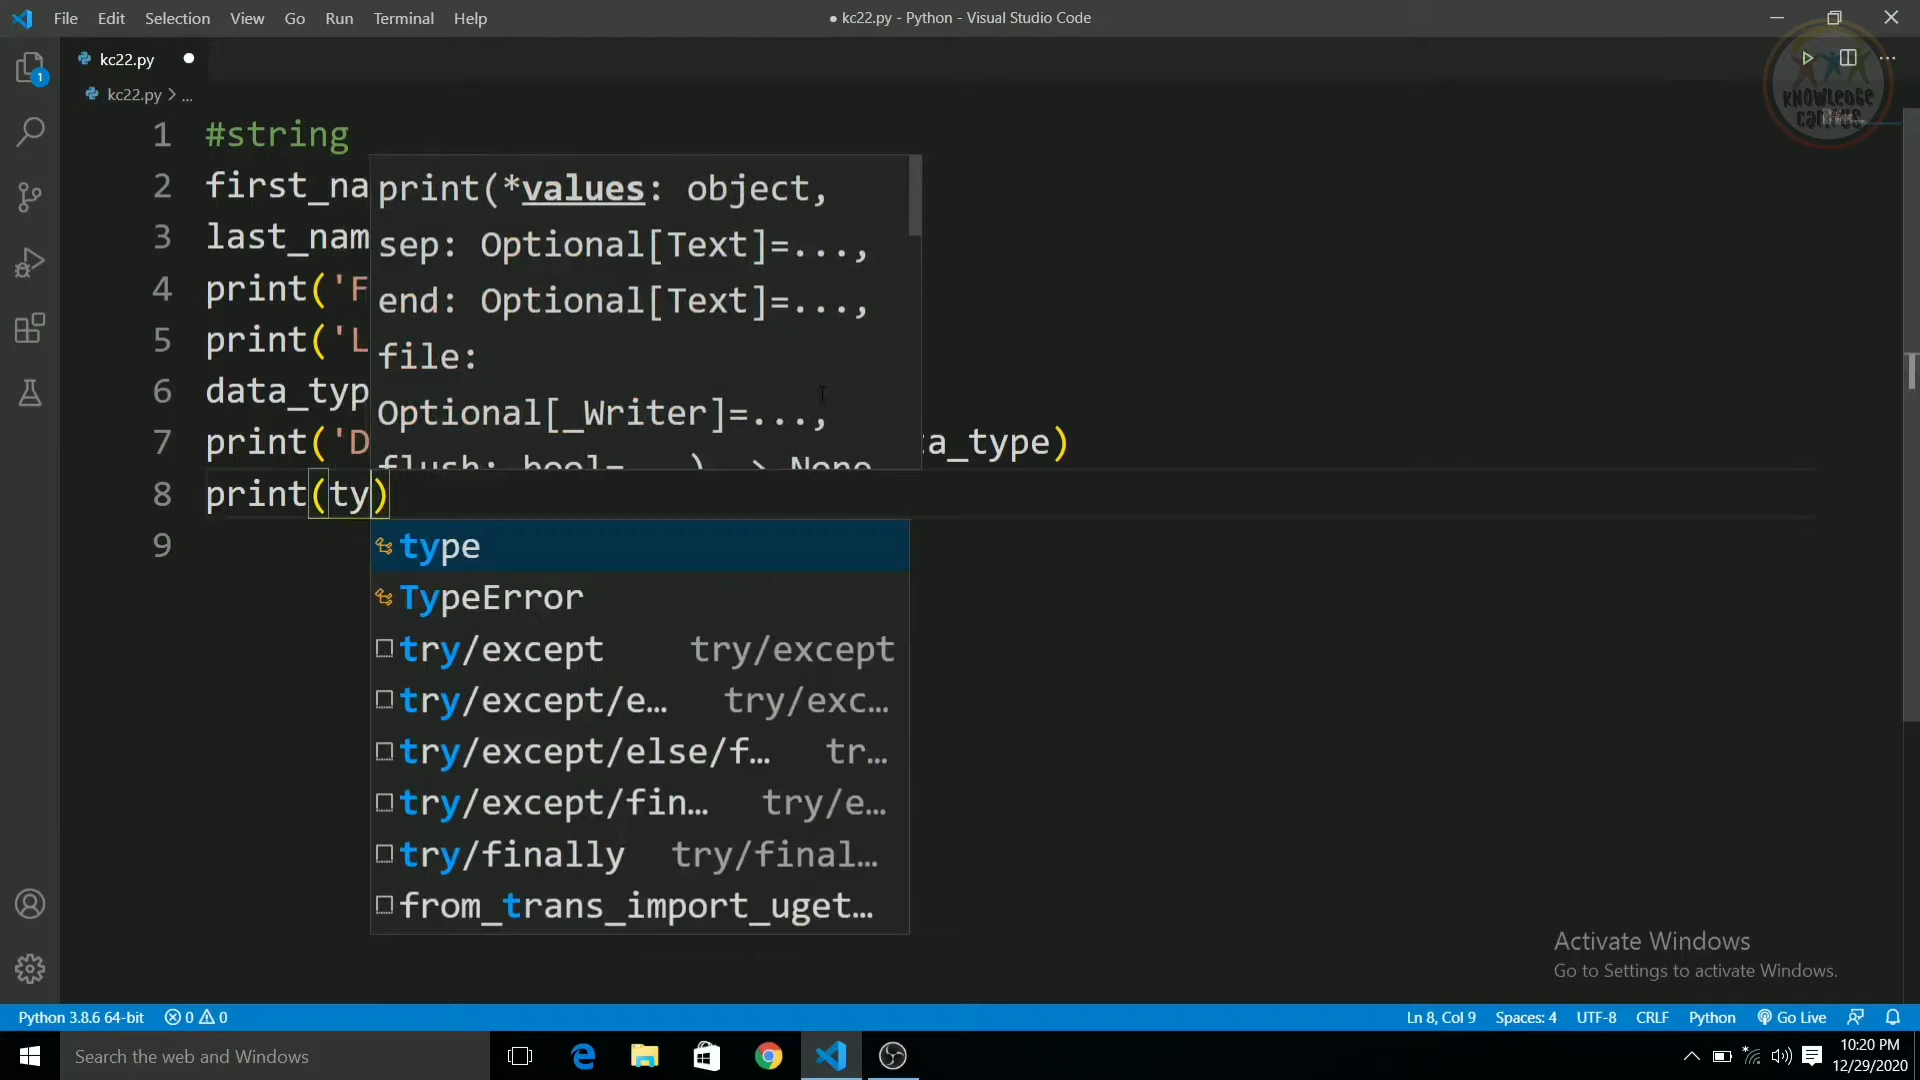 File Edit Selection View Go Run Terminal Help
● kc22.py - Python - Visual Studio Code
kc22.py
kc22.py > ...
KNOWLEDGE
1 #string
2 first_na
3 last_nam
4 print('F
5 print('L
6 data_typ
7 print('D
a_type)
8 print(ty)
9
print(*values: object,
sep: Optional[Text]=...,
end: Optional[Text]=...,
file:
Optional[_Writer]=...,
flush: bool=...) -> None
type
TypeError
try/except try/except
try/except/e… try/exc…
try/except/else/f… tr…
try/except/fin… try/e…
try/finally try/final…
from_trans_import_uget…
1
Activate Windows
Go to Settings to activate Windows.
Python 3.8.6 64-bit 0 0
Ln 8, Col 9 Spaces: 4 UTF-8 CRLF Python Go Live
Search the web and Windows
10:20 PM
12/29/2020